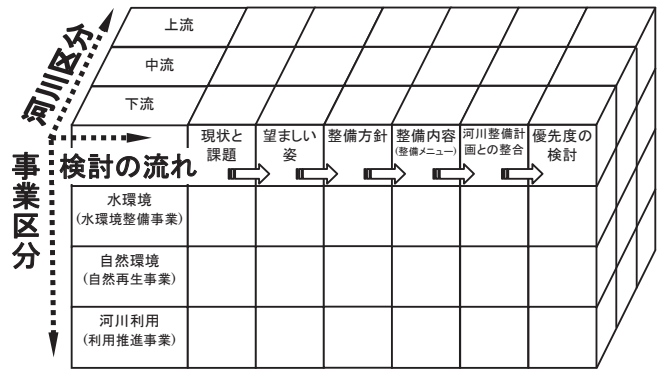 河川区分
上流
中流
下流
事業区分
検討の流れ
現状と
課題
望ましい
姿
整備方針
整備内容
(整備メニュー)
河川整備計
画との整合
優先度の
検討
水環境
(水環境整備事業)
自然環境
(自然再生事業)
河川利用
(利用推進事業)